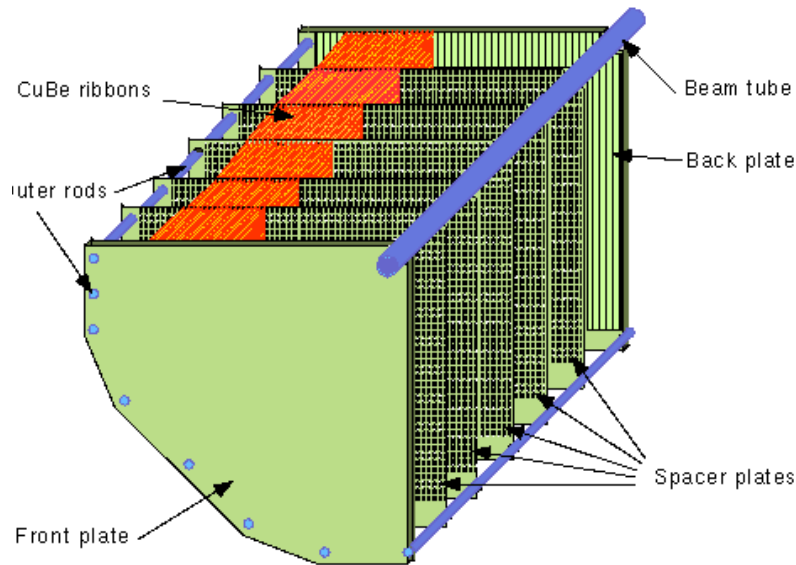 CuBe ribbons
Beam tube
Back plate
uter rods
Spacer plates
Front plate